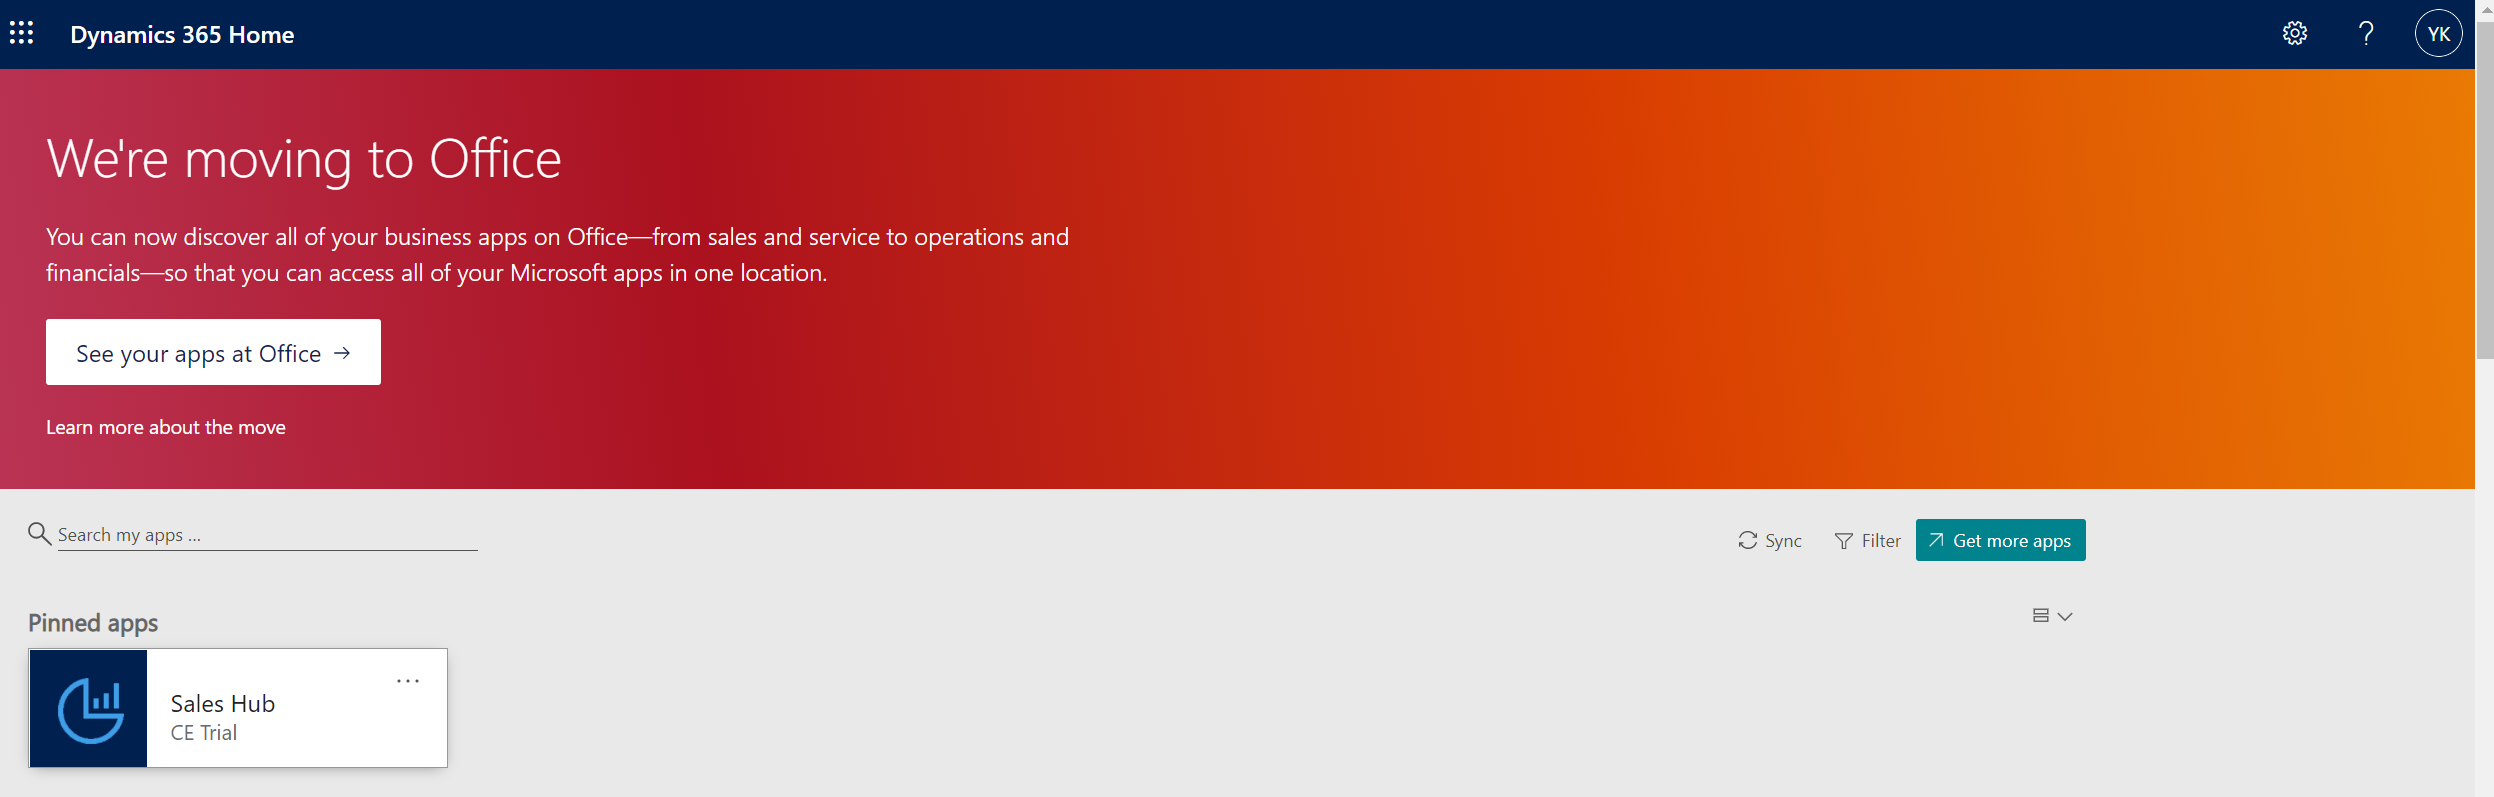 Dynamics 365 Home
?
YK
We're moving to Office
You can now discover all of your business apps on Office—from sales and service to operations and
financials—so that you can access all of your Microsoft apps in one location.
See your apps at Office →
Learn more about the move
Search my apps ...
Sync
Filter
Get more apps
Pinned apps
...
Sales Hub
CE Trial